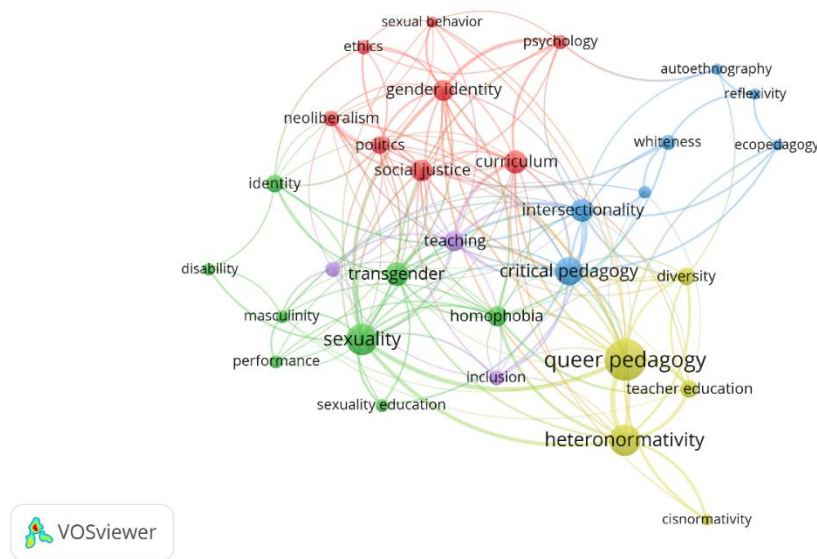 sexual behavior
ethics
psychology
autoethnography
gender identity
reflexivity
neoliberalism
politics
whiteness
ecopedagogy
social justice
curriculum
identity
intersectionality
teaching
disability
transgender
critical pedagogy
diversity
masculinity
homophobia
sexuality
performance
queer pedagogy
inclusion
teacher education
sexuality education
heteronormativity
cisnormativity
VOSviewer